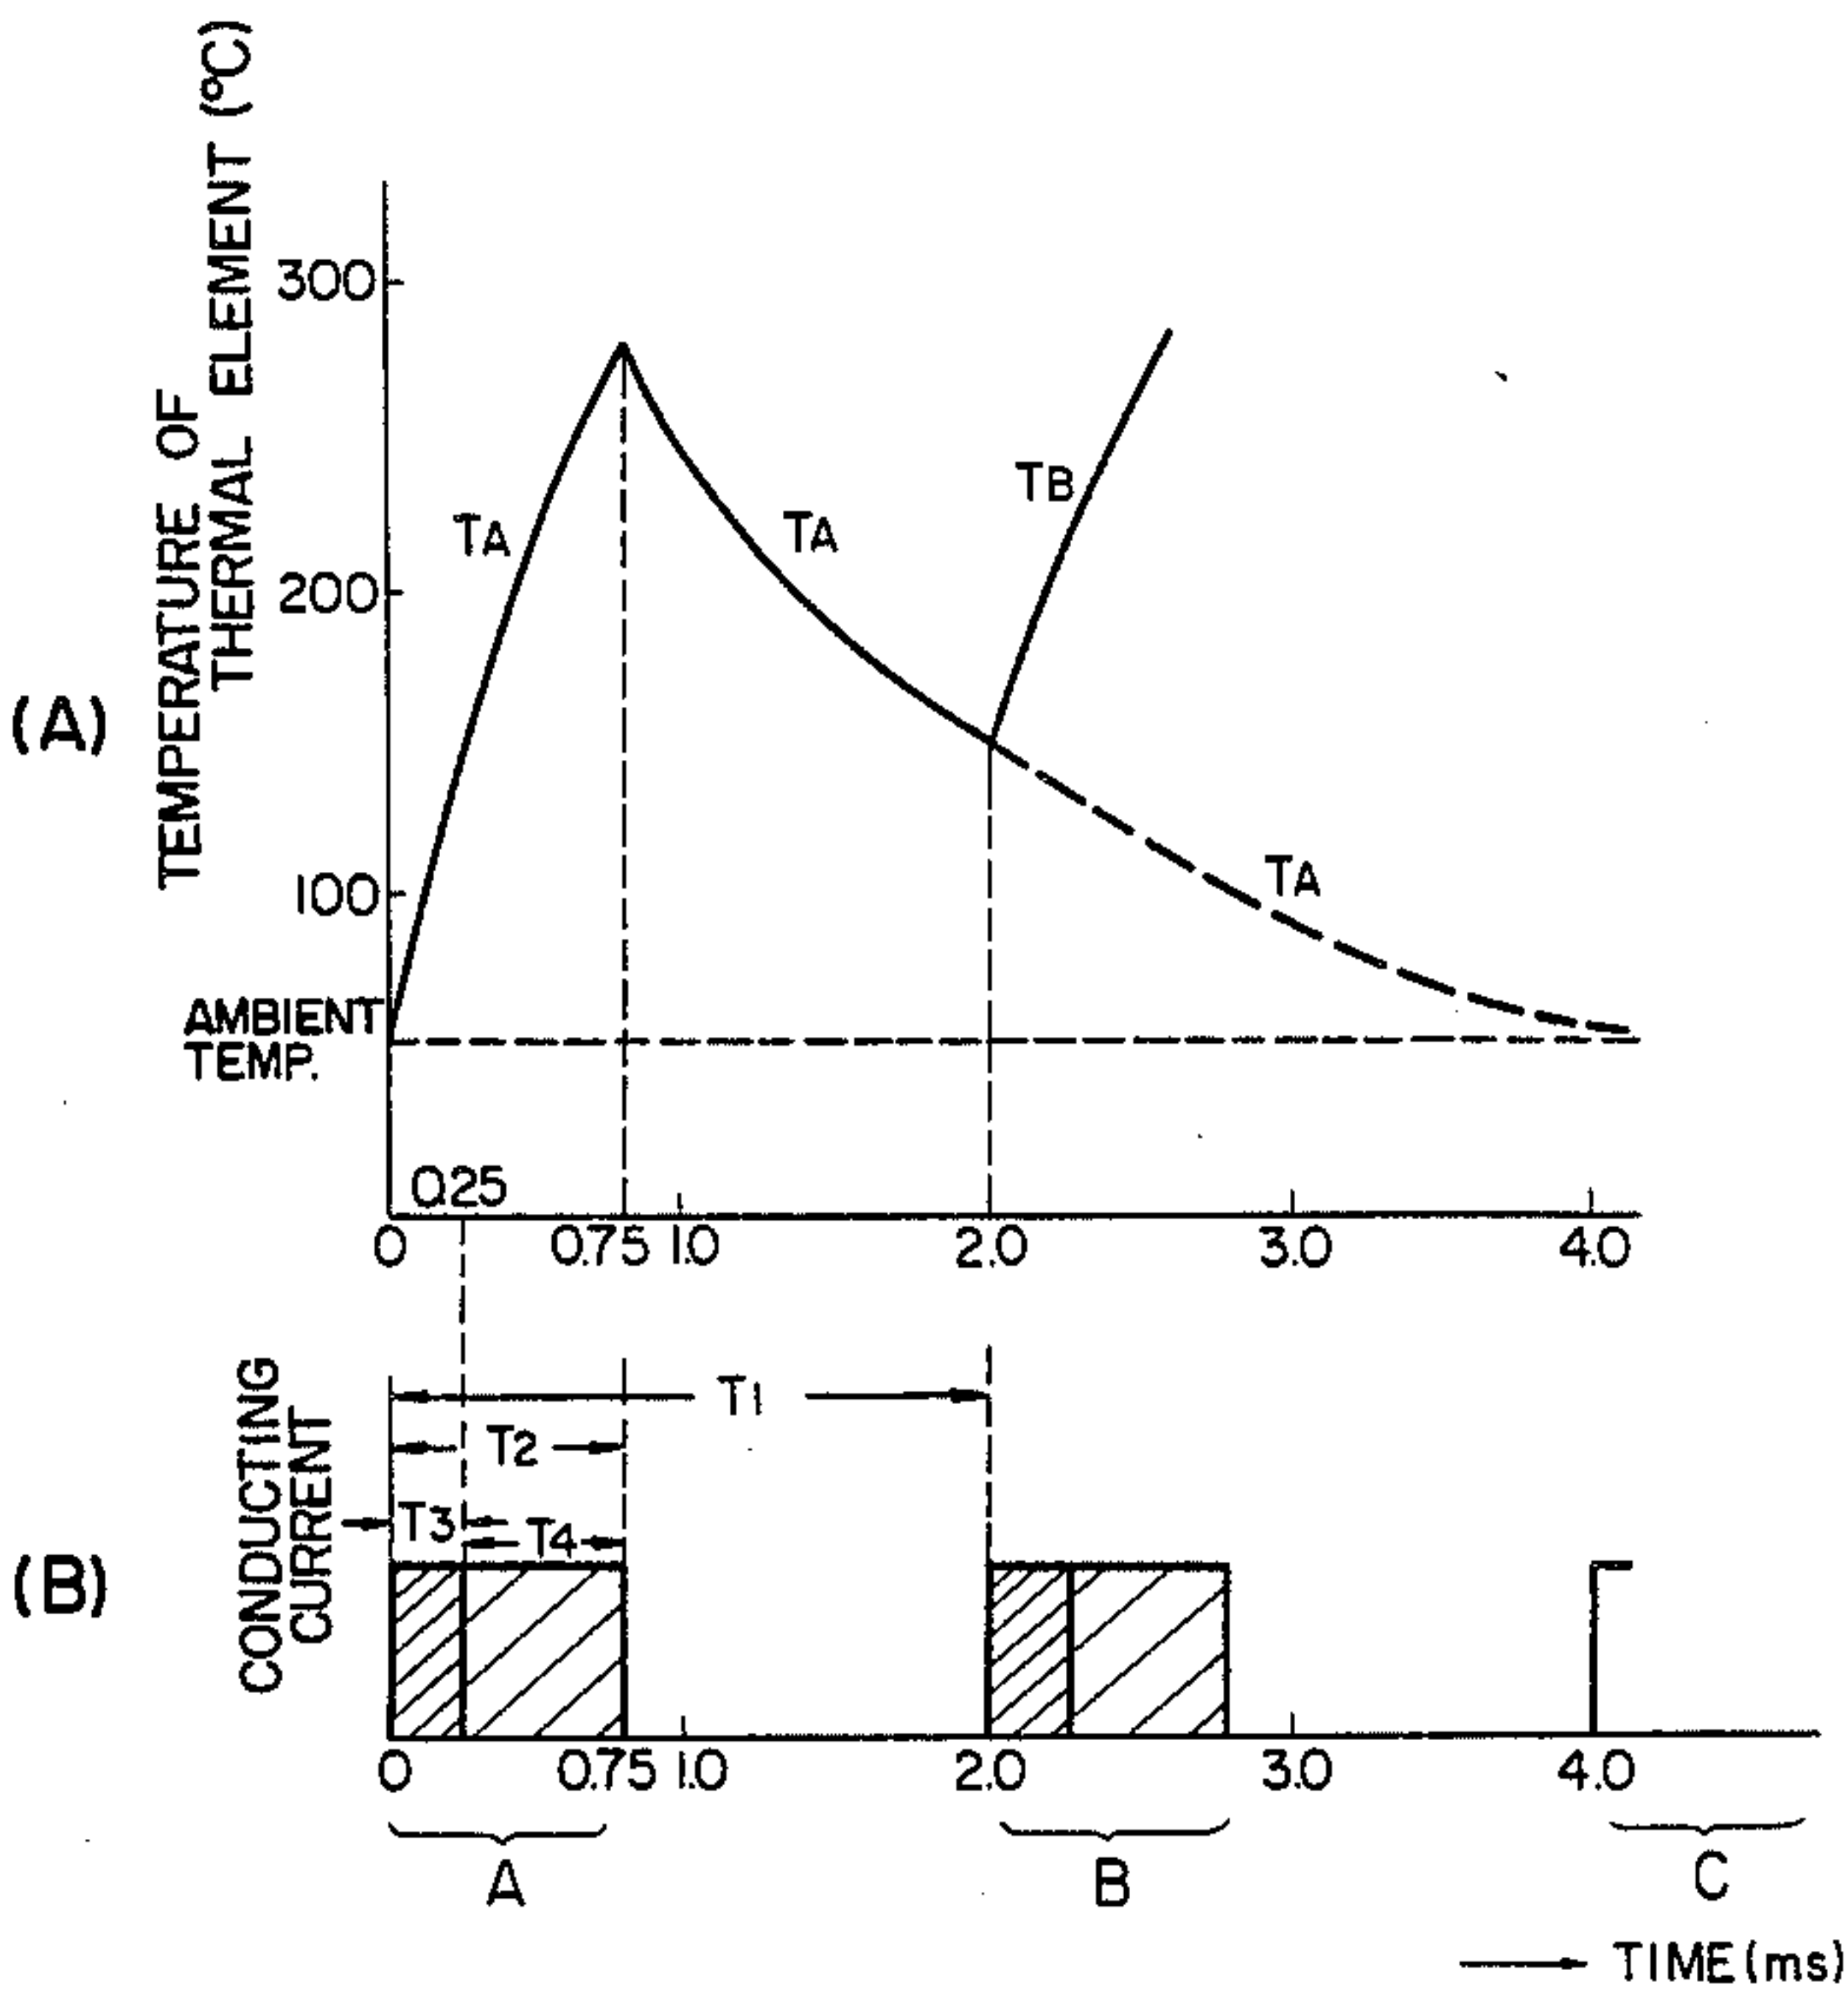 (A)
TEMPERATURE OF
THERMAL ELEMENT (°C)
300
200
100
AMBIENT
TEMP.
TA
TA
TB
TA
0.25
0 0.75 1.0 2.0 3.0 4.0
(B)
CONDUCTING
CURRENT
T1
T2
T3
T4
0 0.75 1.0 2.0 3.0 4.0
A B C
TIME (ms)